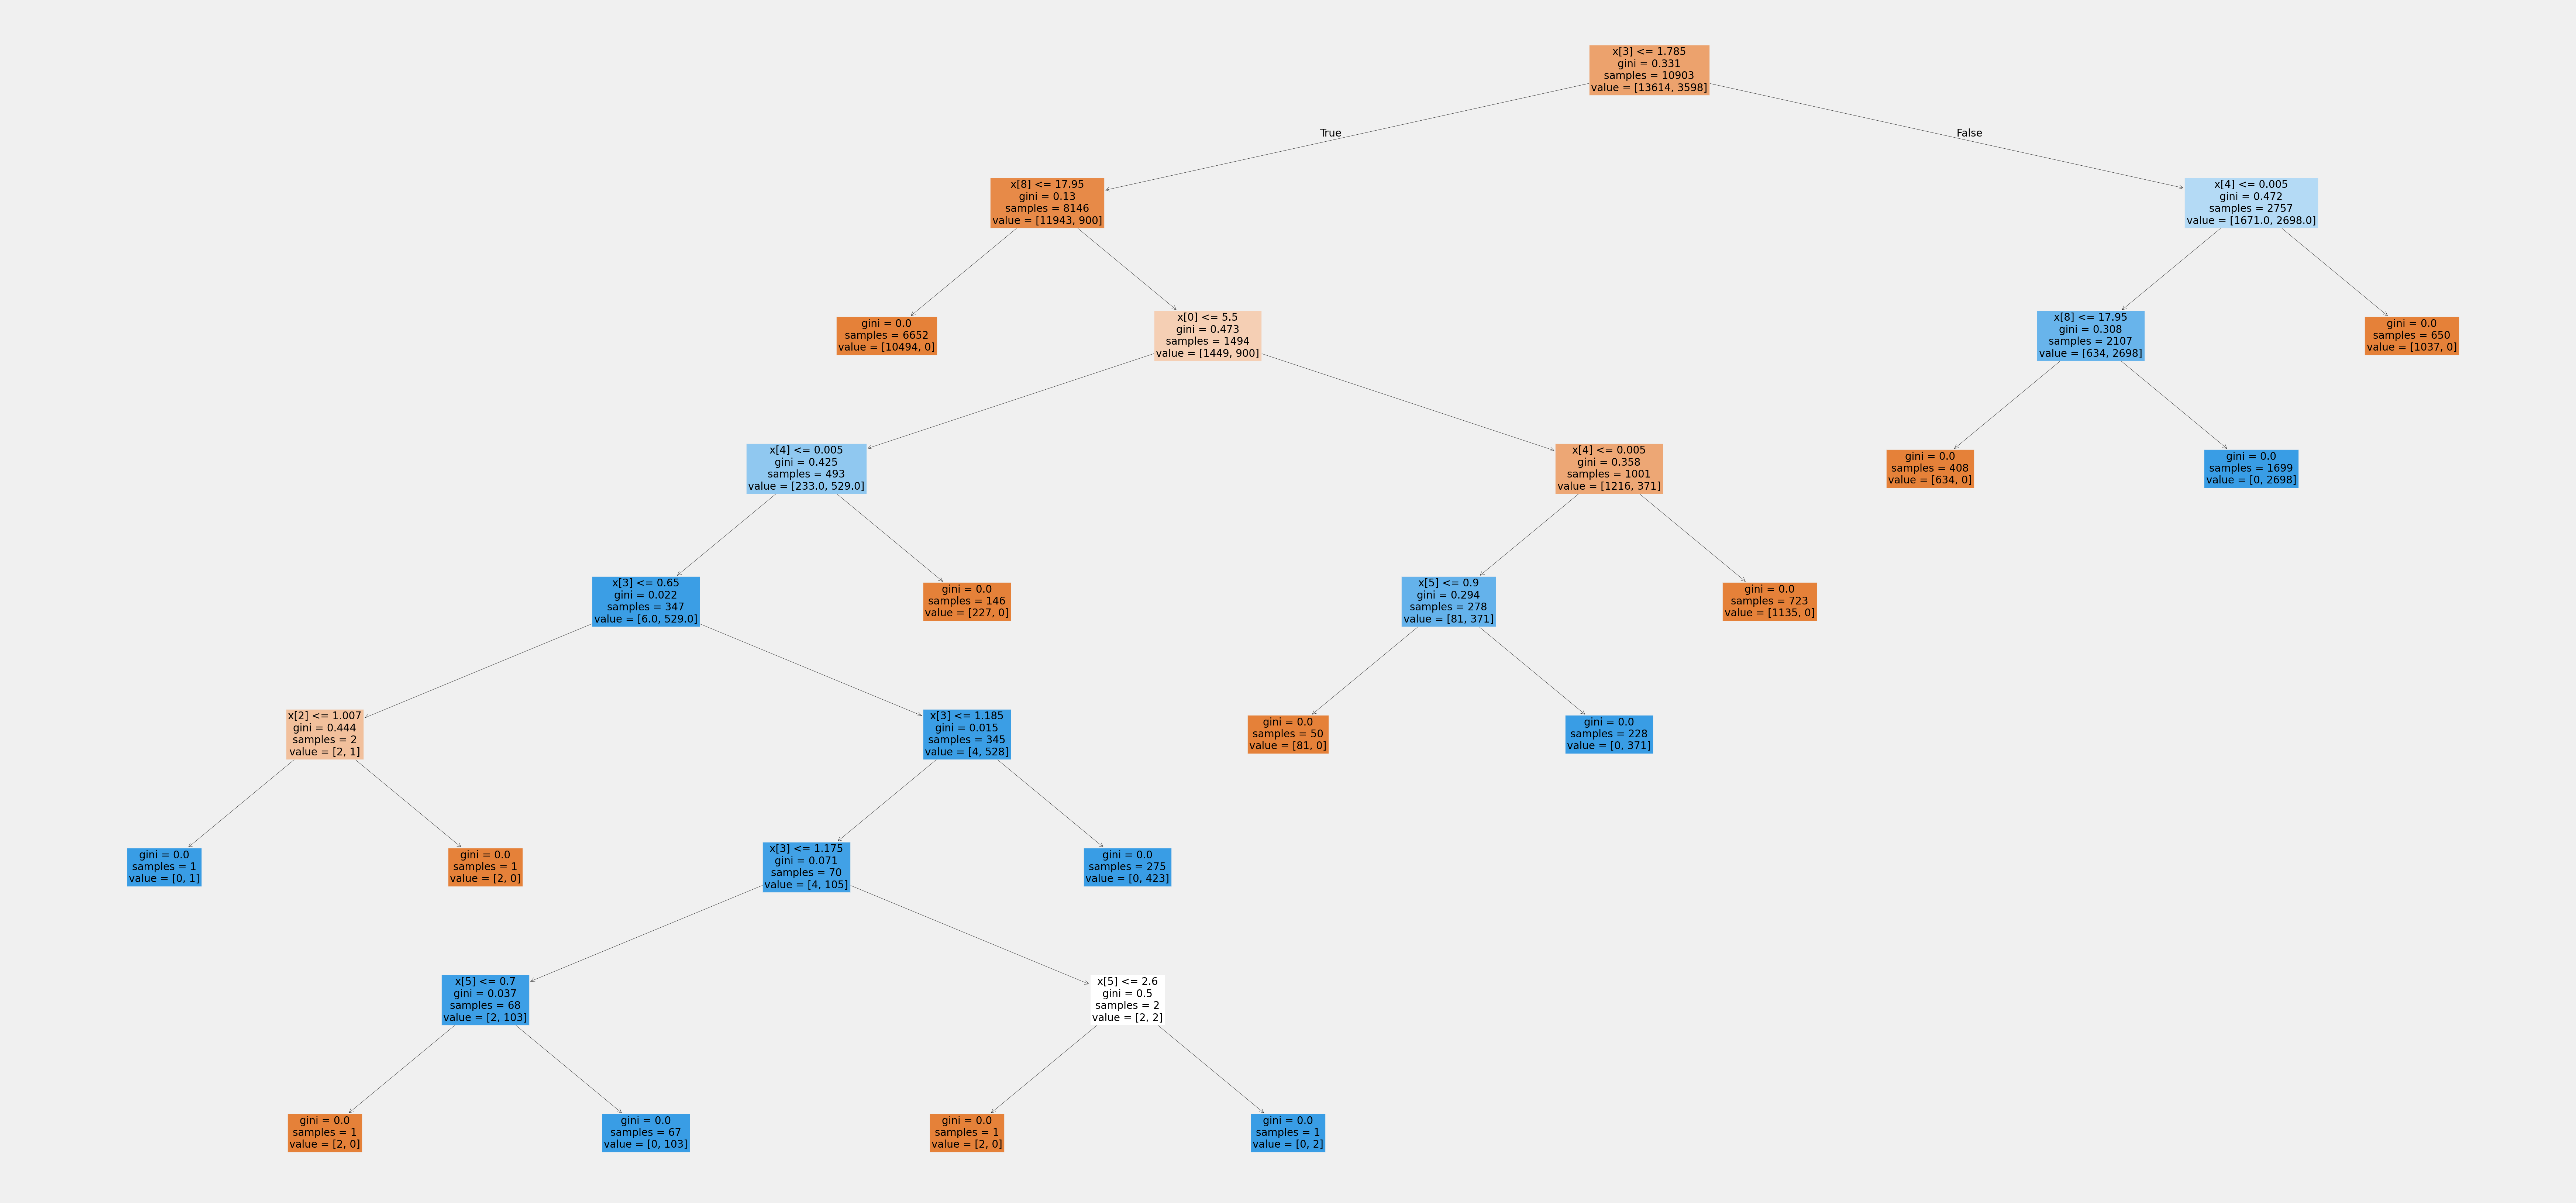 x[3] <= 1.785
gini = 0.331
samples = 10903
value = [13614, 3598]
True
False
x[8] <= 17.95
gini = 0.13
samples = 8146
value = [11943, 900]
x[4] <= 0.005
gini = 0.472
samples = 2757
value = [1671.0, 2698.0]
gini = 0.0
samples = 6652
value = [10494, 0]
x[0] <= 5.5
gini = 0.473
samples = 1494
value = [1449, 900]
x[8] <= 17.95
gini = 0.308
samples = 2107
value = [634, 2698]
gini = 0.0
samples = 650
value = [1037, 0]
x[4] <= 0.005
gini = 0.425
samples = 493
value = [233.0, 529.0]
x[4] <= 0.005
gini = 0.358
samples = 1001
value = [1216, 371]
gini = 0.0
samples = 408
value = [634, 0]
gini = 0.0
samples = 1699
value = [0, 2698]
x[3] <= 0.65
gini = 0.022
samples = 347
value = [6.0, 529.0]
gini = 0.0
samples = 146
value = [227, 0]
x[5] <= 0.9
gini = 0.294
samples = 278
value = [81, 371]
gini = 0.0
samples = 723
value = [1135, 0]
x[2] <= 1.007
gini = 0.444
samples = 2
value = [2, 1]
x[3] <= 1.185
gini = 0.015
samples = 345
value = [4, 528]
gini = 0.0
samples = 50
value = [81, 0]
gini = 0.0
samples = 228
value = [0, 371]
gini = 0.0
samples = 1
value = [0, 1]
gini = 0.0
samples = 1
value = [2, 0]
x[3] <= 1.175
gini = 0.071
samples = 70
value = [4, 105]
gini = 0.0
samples = 275
value = [0, 423]
x[5] <= 0.7
gini = 0.037
samples = 68
value = [2, 103]
x[5] <= 2.6
gini = 0.5
samples = 2
value = [2, 2]
gini = 0.0
samples = 1
value = [2, 0]
gini = 0.0
samples = 67
value = [0, 103]
gini = 0.0
samples = 1
value = [2, 0]
gini = 0.0
samples = 1
value = [0, 2]